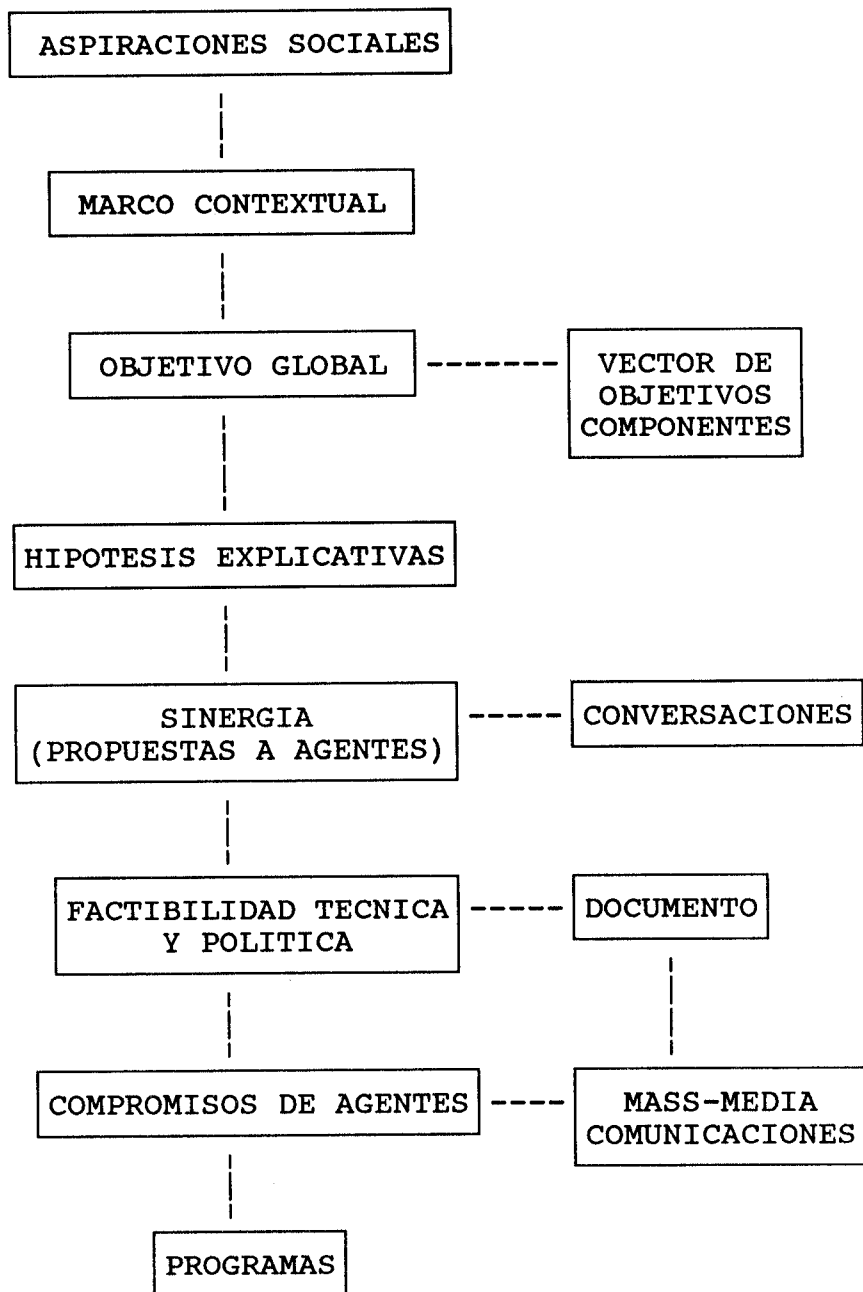 ASPIRACIONES SOCIALES
MARCO CONTEXTUAL
OBJETIVO GLOBAL
VECTOR DE
OBJETIVOS
COMPONENTES
HIPOTESIS EXPLICATIVAS
SINERGIA
(PROPUESTAS A AGENTES)
CONVERSACIONES
FACTIBILIDAD TECNICA
Y POLITICA
DOCUMENTO
COMPROMISOS DE AGENTES
MASS-MEDIA
COMUNICACIONES
PROGRAMAS